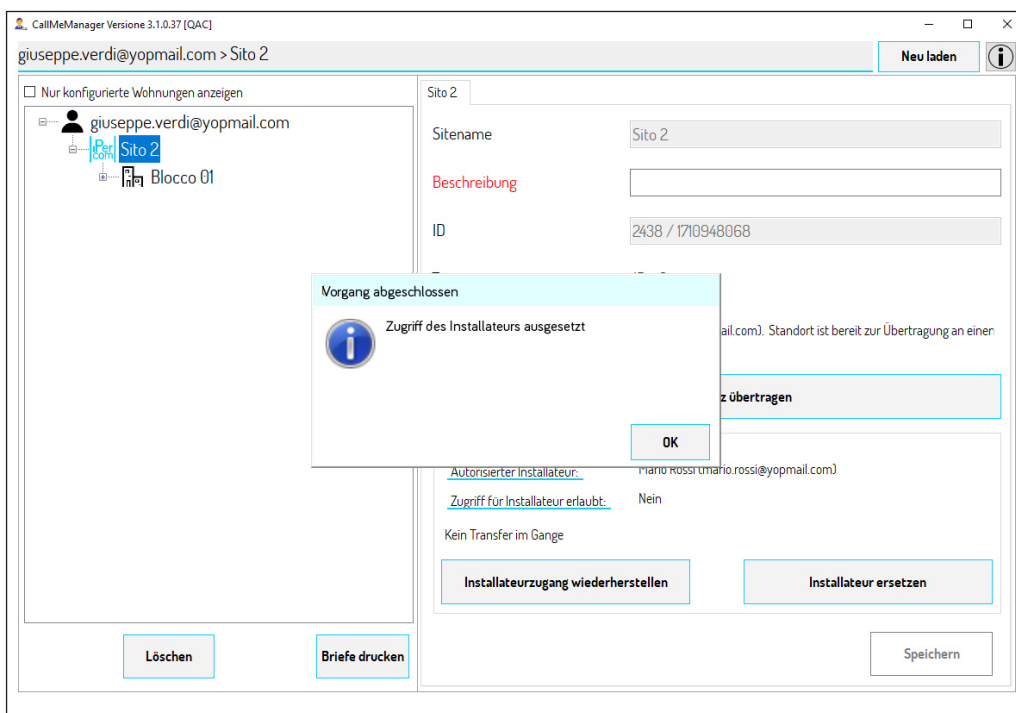 CallMeManager Versione 3.1.0.37 [QAC]
giuseppe.verdi@yopmail.com > Sito 2
Neu laden
Nur konfigurierte Wohnungen anzeigen
giuseppe.verdi@yopmail.com
iPer
com
Sito 2
Blocco 01
Sito 2
Sitename
Sito 2
Beschreibung
ID
2438 / 1710948068
Vorgang abgeschlossen
Zugriff des Installateurs ausgesetzt
OK
ail.com). Standort ist bereit zur Übertragung an einen
z übertragen
Autorisierter Installateur:
Mario Rossi (mario.rossi@yopmail.com)
Zugriff für Installateur erlaubt:
Nein
Kein Transfer im Gange
Installateurzugang wiederherstellen
Installateur ersetzen
Löschen
Briefe drucken
Speichern